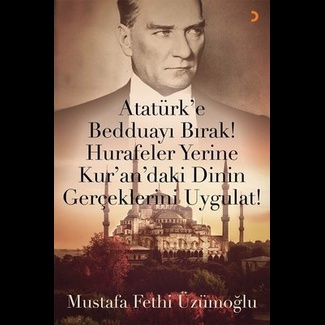 Atatürk'e
Bedduayı Bırak!
Hurafeler Yerine
Kur'an'daki Dinin
Gerçeklerini Uygulat!
Mustafa Fethi Üzümoğlu